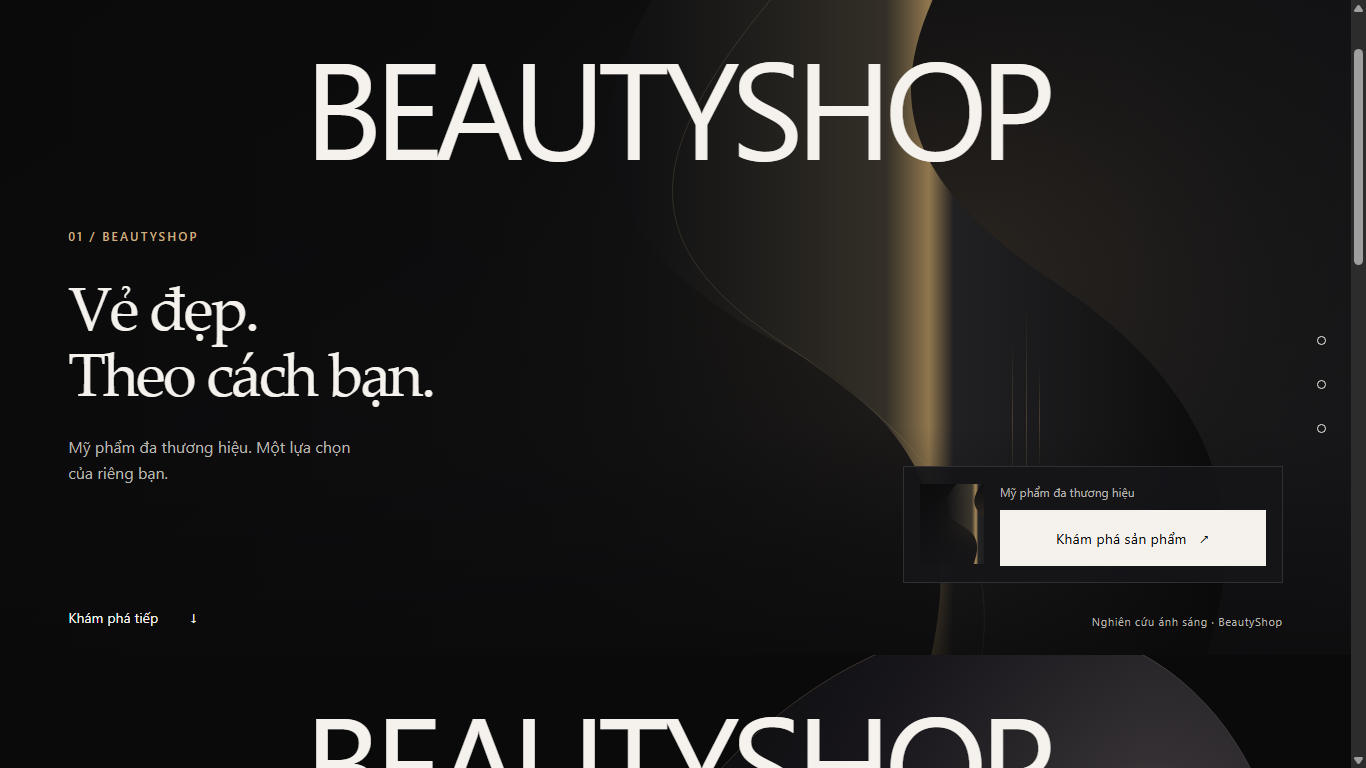 BEAUTYSHOP
01 / BEAUTYSHOP
Vẻ đẹp.
Theo cách bạn.
Mỹ phẩm đa thương hiệu. Một lựa chọn
của riêng bạn.
Mỹ phẩm đa thương hiệu
Khám phá sản phẩm ↗
Khám phá tiếp ↓
Nghiên cứu ánh sáng · BeautyShop
BEAUTYSHOP